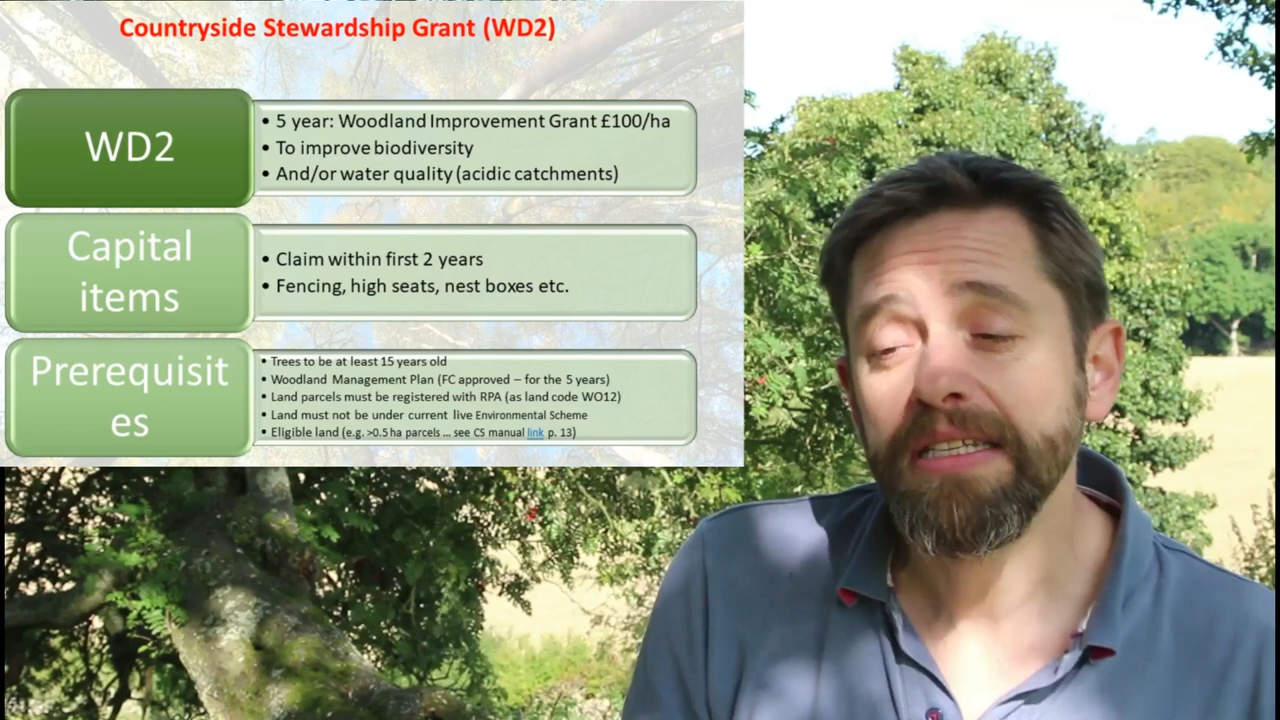 Countryside Stewardship Grant (WD2)
WD2
• 5 year: Woodland Improvement Grant £100/ha
• To improve biodiversity
• And/or water quality (acidic catchments)
Capital
items
• Claim within first 2 years
• Fencing, high seats, nest boxes etc.
Prerequisit
es
• Trees to be at least 15 years old
• Woodland Management Plan (FC approved – for the 5 years)
• Land parcels must be registered with RPA (as land code WO12)
• Land must not be under current live Environmental Scheme
• Eligible land (e.g. >0.5 ha parcels ... see CS manual link p. 13)